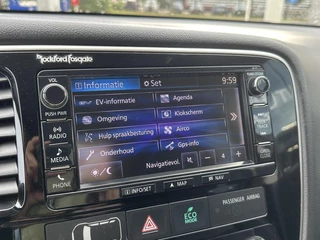 Rockford Fosgate
VOL
PUSH PWR
RADIO
MEDIA
PHONE
Informatie
Set
9:59
EV-informatie
Agenda
Omgeving
Klokscherm
Hulp spraakbesturing
Airco
Onderhoud
Gps-info
Navigatievol.
4
INFO/SET
MAP
NAV
ECO
MODE
PASSENGER AIRBAG